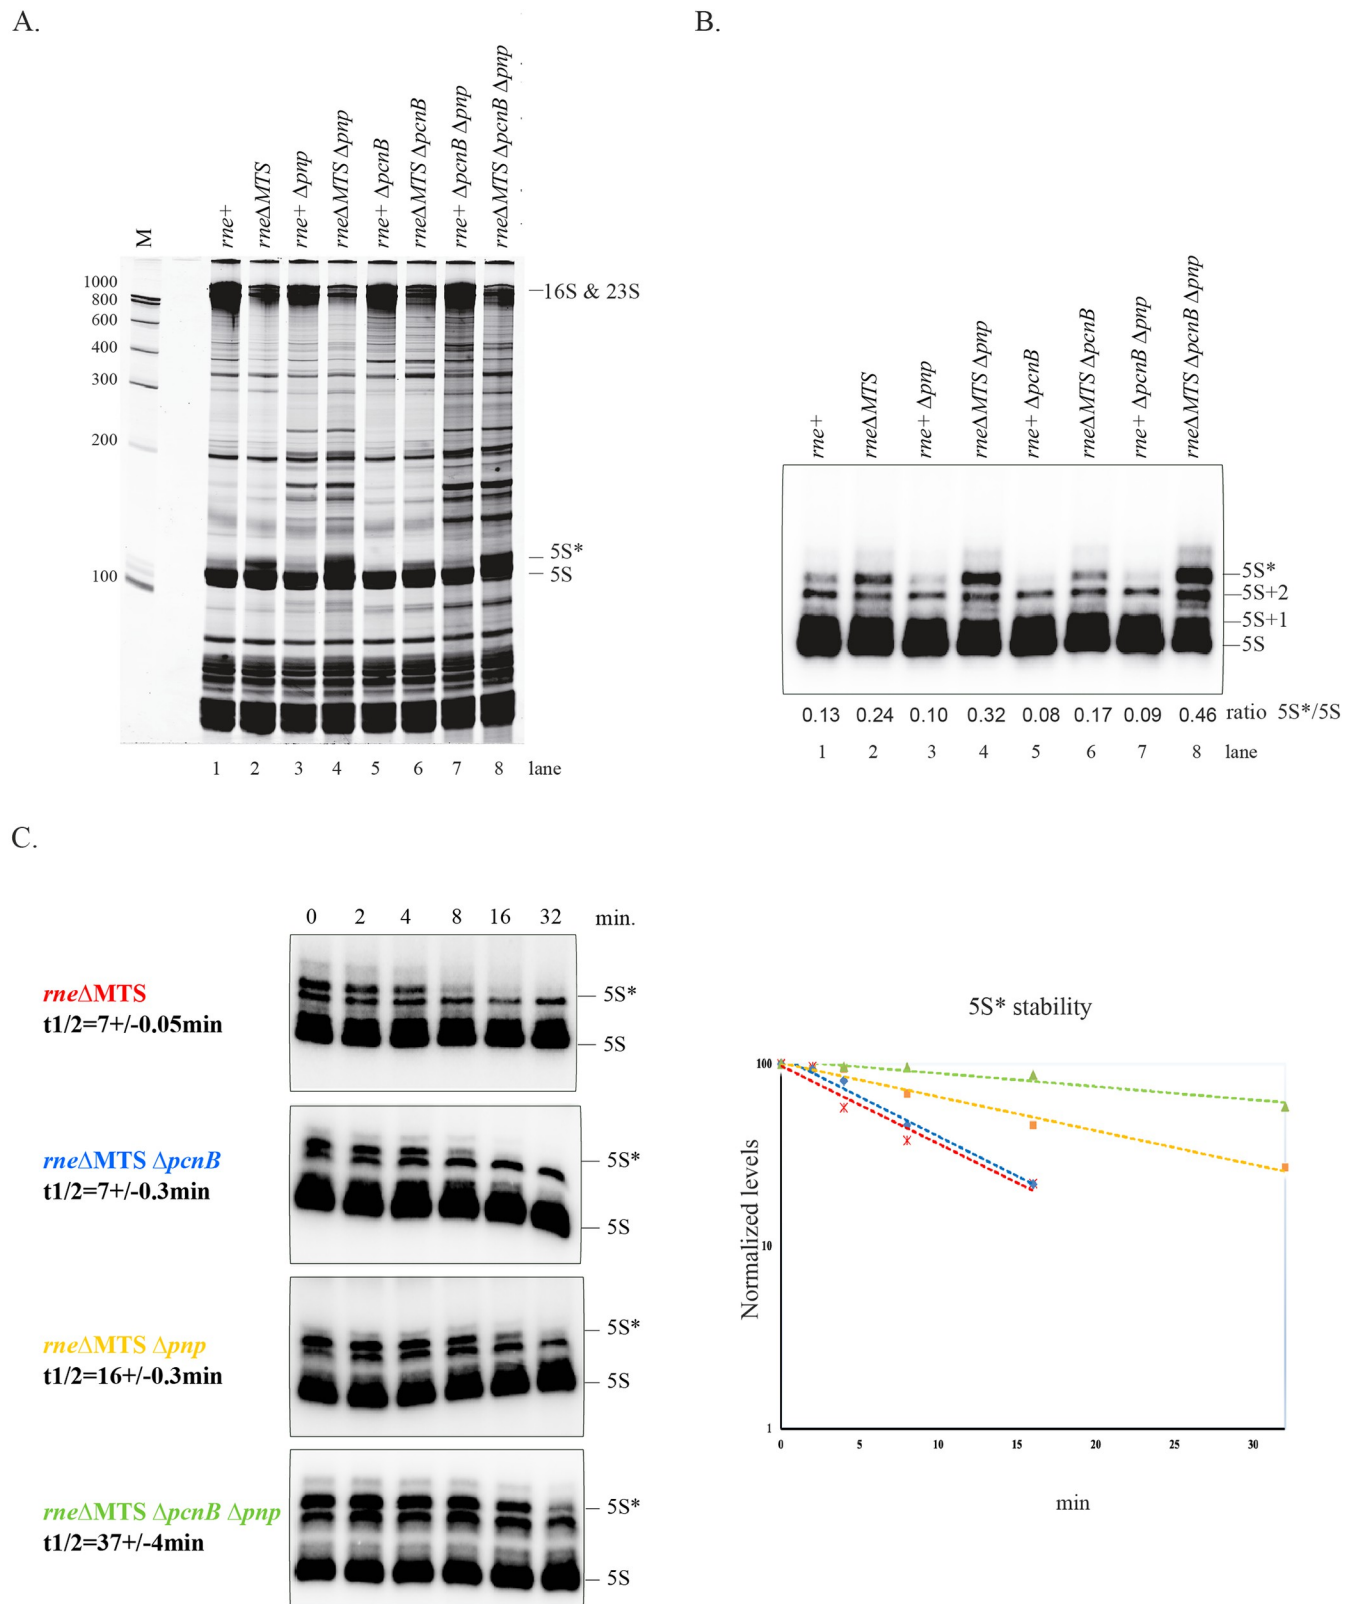 A.
M
rne+
rneΔMTS
rne+ Δpnp
rneΔMTS Δpnp
rne+ ΔpcnB
rneΔMTS ΔpcnB
rne+ ΔpcnB Δpnp
rneΔMTS ΔpcnB Δpnp
1000
800
600
400
300
200
100
16S & 23S
5S*
5S
1 2 3 4 5 6 7 8 lane
B.
rne+
rneΔMTS
rne+ Δpnp
rneΔMTS Δpnp
rne+ ΔpcnB
rneΔMTS ΔpcnB
rne+ ΔpcnB Δpnp
rneΔMTS ΔpcnB Δpnp
5S*
5S+2
5S+1
5S
0.13 0.24 0.10 0.32 0.08 0.17 0.09 0.46 ratio 5S*/5S
1 2 3 4 5 6 7 8 lane
C.
0 2 4 8 16 32 min.
rneΔMTS
t1/2=7+/-0.05min
5S*
5S
rneΔMTS ΔpcnB
t1/2=7+/-0.3min
5S*
5S
rneΔMTS Δpnp
t1/2=16+/-0.3min
5S*
5S
rneΔMTS ΔpcnB Δpnp
t1/2=37+/-4min
5S*
5S
5S* stability
Normalized levels
100
10
1
0 5 10 15 20 25 30
min